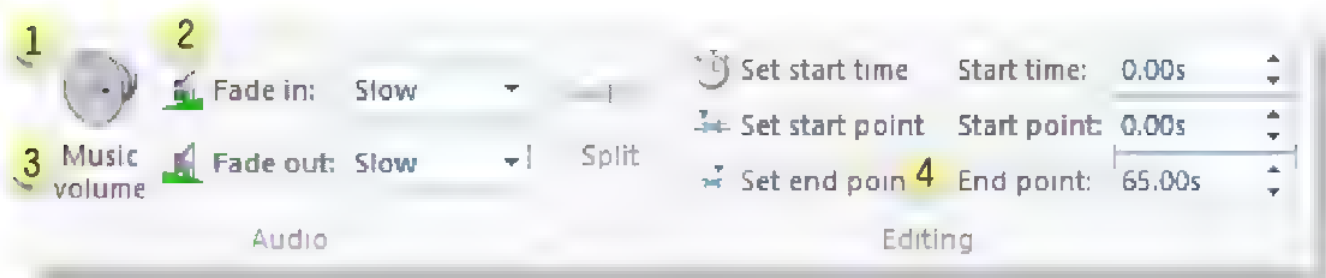 1
2
Fade in: Slow
Set start time Start time: 0.00s
Set start point Start point: 0.00s
3 Music volume
Fade out: Slow
Split
Set end poin 4 End point: 65.00s
Audio
Editing